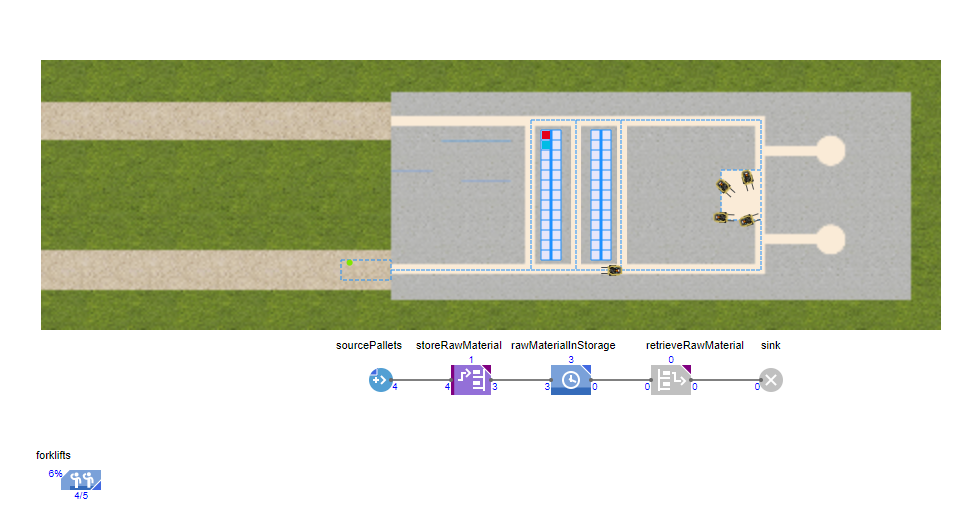 sourcePallets storeRawMaterial rawMaterialInStorage retrieveRawMaterial sink
1 3 0
4 4 3 3 0 0 0 0
forklifts
6%
4/5